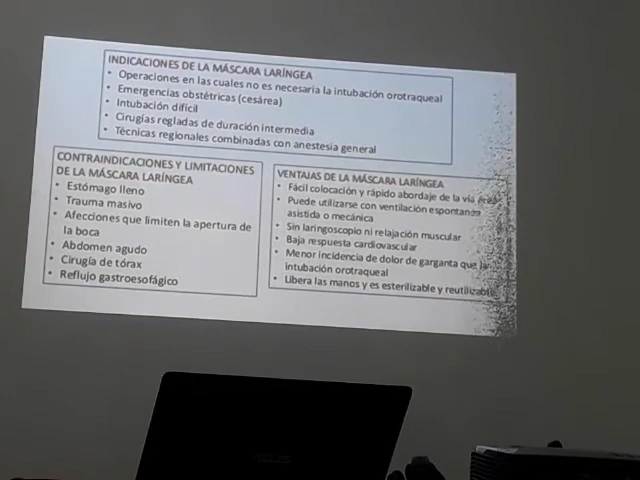 INDICACIONES DE LA MÁSCARA LARÍNGEA
• Operaciones en las cuales no es necesaria la intubación orotraqueal
• Emergencias obstétricas (cesárea)
• Intubación difícil
• Cirugías regladas de duración intermedia
• Técnicas regionales combinadas con anestesia general
CONTRAINDICACIONES Y LIMITACIONES
DE LA MÁSCARA LARÍNGEA
• Estómago lleno
• Trauma masivo
• Afecciones que limiten la apertura de
la boca
• Abdomen agudo
• Cirugía de tórax
• Reflujo gastroesofágico
VENTAJAS DE LA MÁSCARA LARÍNGEA
• Fácil colocación y rápido abordaje de la vía
• Puede utilizarse con ventilación espontanea
asistida o mecánica
• Sin laringoscopio ni relajación muscular
• Baja respuesta cardiovascular
• Menor incidencia de dolor de garganta que la
intubación orotraqueal
• Libera las manos y es esterilizable y reutilizable